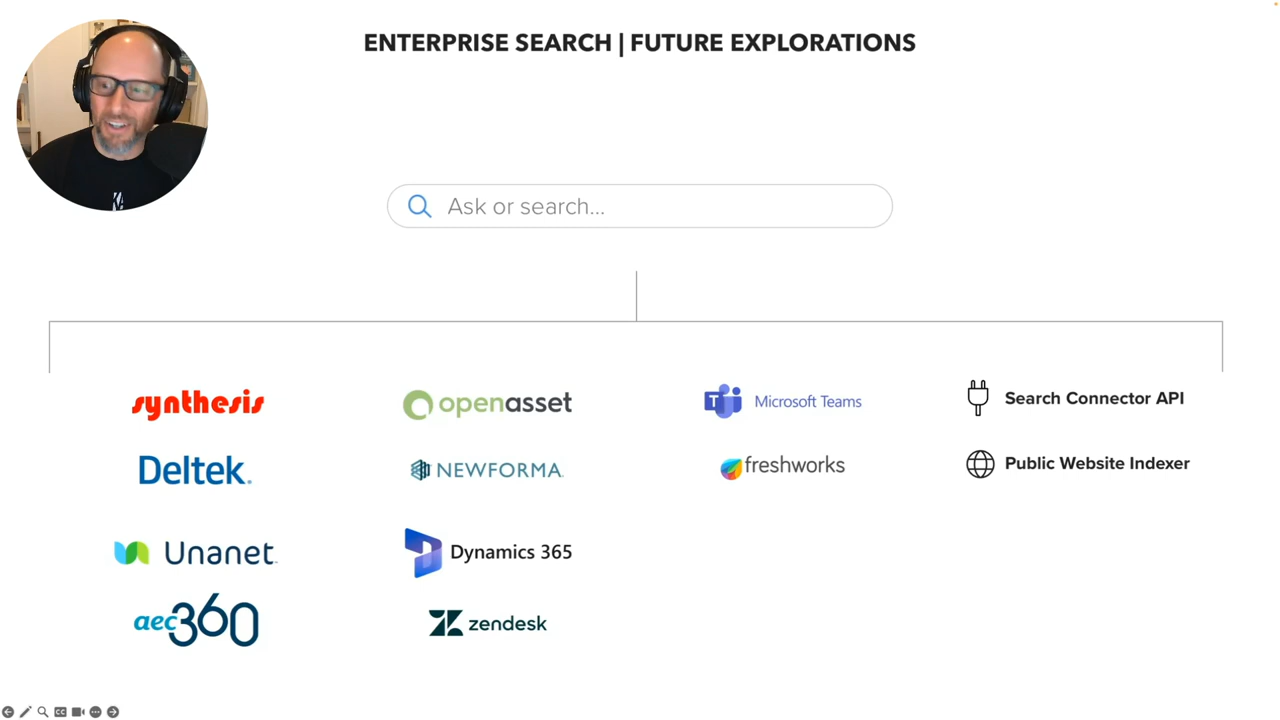 ENTERPRISE SEARCH | FUTURE EXPLORATIONS
Ask or search...
synthesis
openasset
Microsoft Teams
Search Connector API
Deltek.
NEWFORMA.
freshworks
Public Website Indexer
Unanet
Dynamics 365
aec360
zendesk